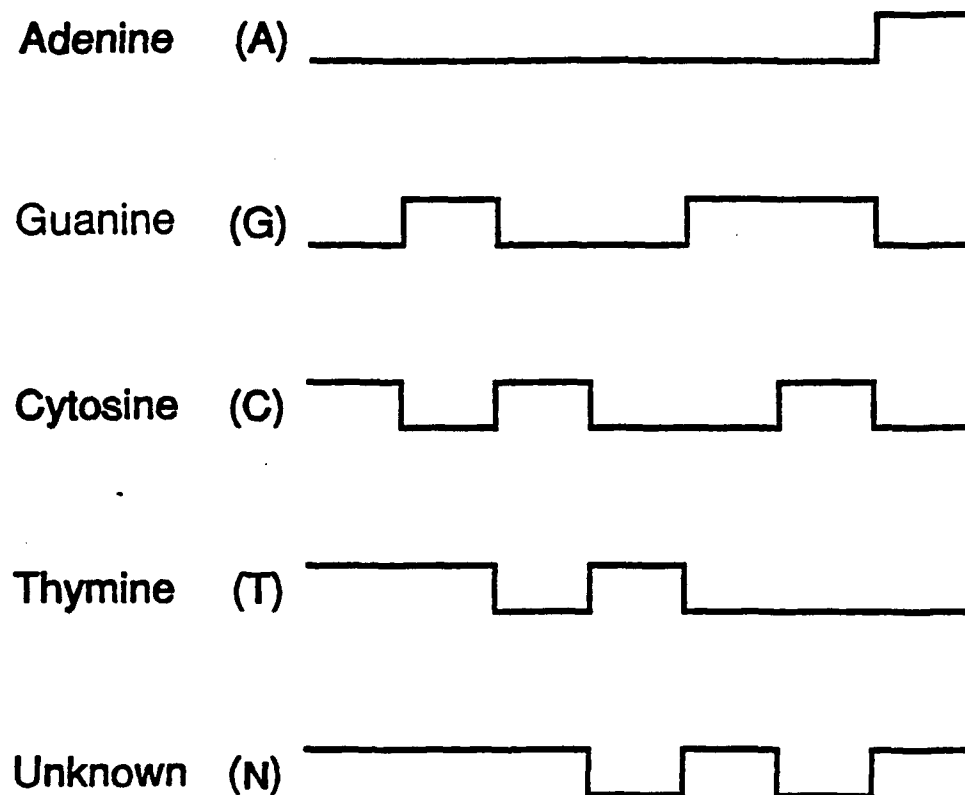 Adenine (A)
Guanine (G)
Cytosine (C)
Thymine (T)
Unknown (N)